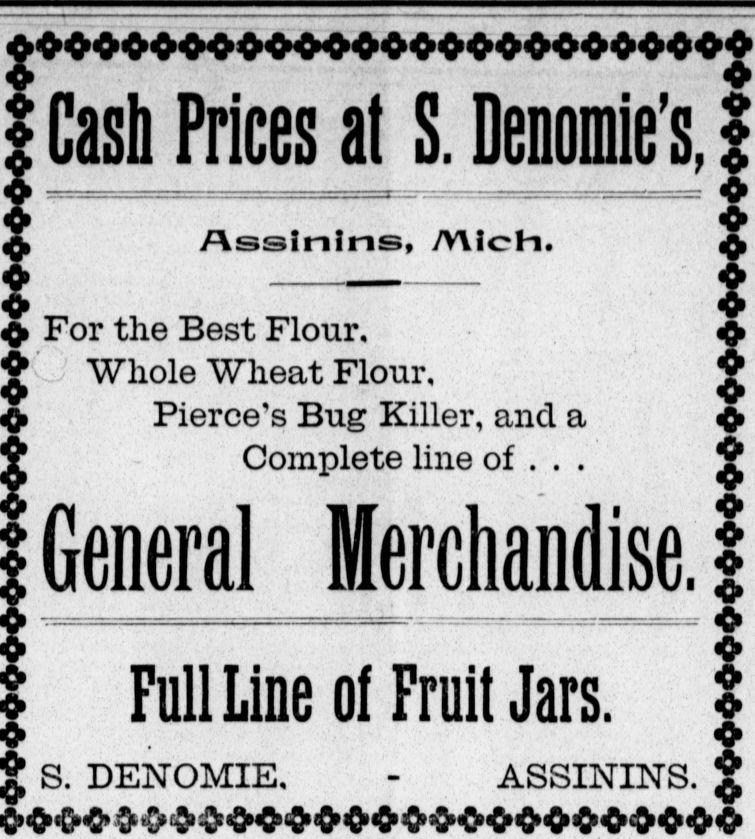 Cash Prices at S. Denomie's,
Assinins, Mich.
For the Best Flour,
Whole Wheat Flour,
Pierce's Bug Killer, and a
Complete line of . . .
General Merchandise.
Full Line of Fruit Jars.
S. DENOMIE. - ASSININS.